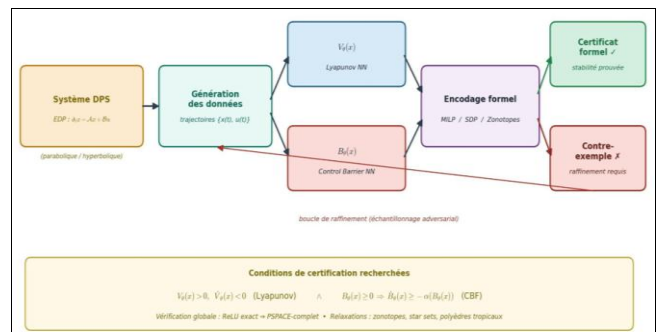 Système DPS
EDP : ∂ₜx = Ax + Bu
(parabolique / hyperbolique)
Génération
des données
trajectoires {x(t), u(t)}
V_θ(x)
Lyapunov NN
B_θ(x)
Control Barrier NN
Encodage formel
MILP / SDP / Zonotopes
Certificat
formel ✓
stabilité prouvée
Contre-
exemple ✗
raffinement requis
boucle de raffinement (échantillonnage adversarial)
Conditions de certification recherchées
V_θ(x) > 0, V̇_θ(x) < 0 (Lyapunov) ∧ B_θ(x) ≥ 0 ⇒ Ḃ_θ(x) ≥ −α(B_θ(x)) (CBF)
Vérification globale : ReLU exact ⇒ PSPACE-complet • Relaxations : zonotopes, star sets, polyèdres tropicaux